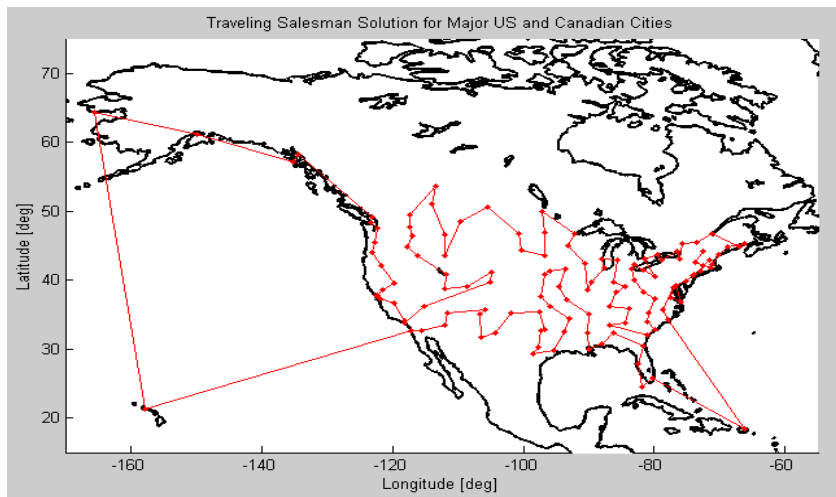 Traveling Salesman Solution for Major US and Canadian Cities
70
60
50
40
30
20
Latitude [deg]
-160 -140 -120 -100 -80 -60
Longitude [deg]